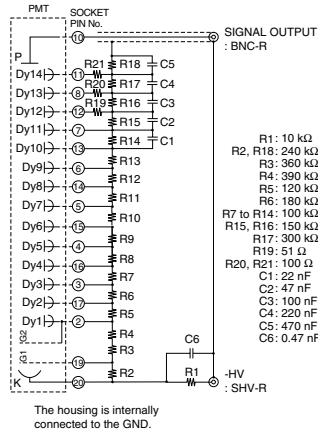 PMT
SOCKET
PIN No.
SIGNAL OUTPUT
: BNC-R
P
10
Dy14
11
R21
R18
C5
Dy13
8
R20
R17
C4
Dy12
12
R19
R16
C3
Dy11
7
R15
C2
Dy10
13
R14
C1
Dy9
6
R13
Dy8
14
R12
Dy7
5
R11
Dy6
15
R10
Dy5
4
R9
Dy4
16
R8
Dy3
3
R7
Dy2
17
R6
Dy1
2
R5
G2
R4
G1
19
R3
K
20
R2
C6
R1
-HV
: SHV-R
R1: 10 kΩ
R2, R18: 240 kΩ
R3: 360 kΩ
R4: 390 kΩ
R5: 120 kΩ
R6: 180 kΩ
R7 to R14: 100 kΩ
R15, R16: 150 kΩ
R17: 300 kΩ
R19: 51 Ω
R20, R21: 100 Ω
C1: 22 nF
C2: 47 nF
C3: 100 nF
C4: 220 nF
C5: 470 nF
C6: 0.47 nF
The housing is internally
connected to the GND.